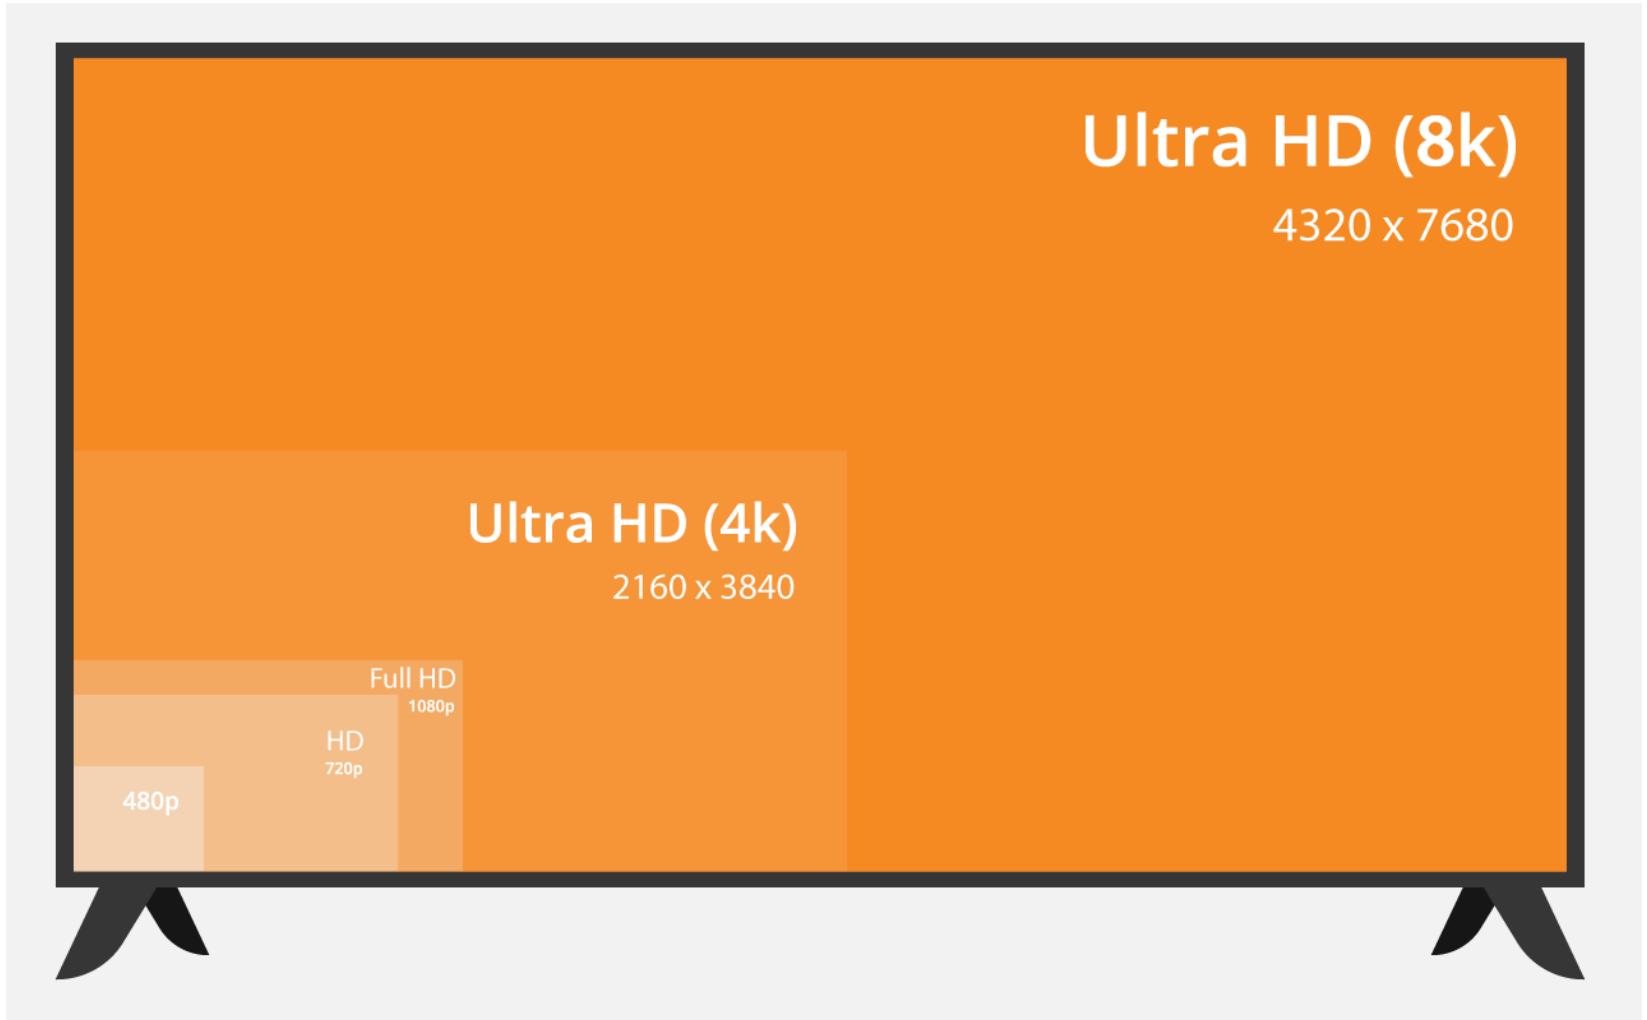 Ultra HD (8k)
4320 x 7680
Ultra HD (4k)
2160 x 3840
Full HD
1080p
HD
720p
480p